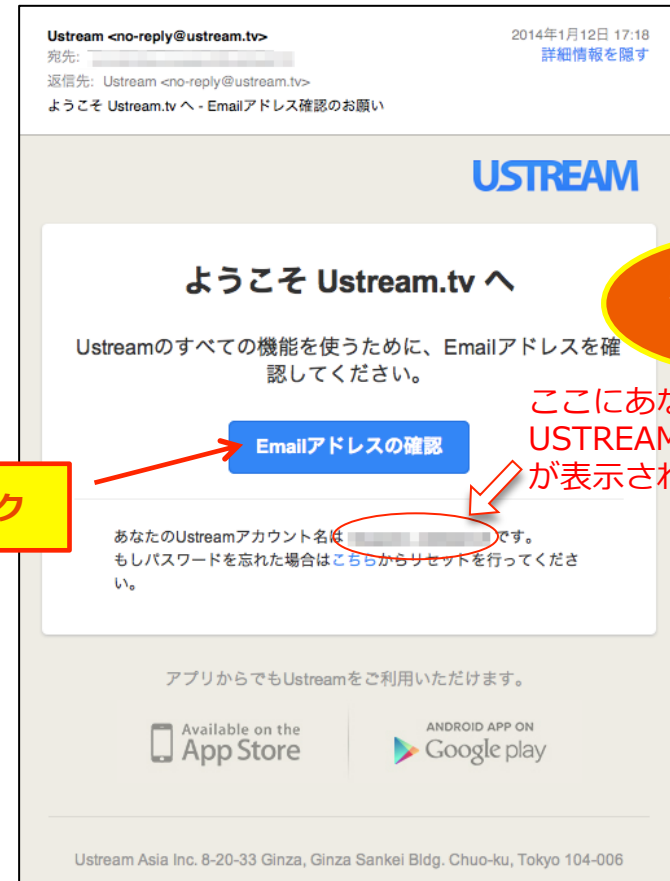 Ustream <no-reply@ustream.tv>
2014年1月12日 17:18
宛先:
詳細情報を隠す
返信先: Ustream <no-reply@ustream.tv>
ようこそ Ustream.tv へ - Emailアドレス確認のお願い
USTREAM
ようこそ Ustream.tv へ
Ustreamのすべての機能を使うために、Emailアドレスを確
認してください。
ここにあな
USTREAM
が表示され
Emailアドレスの確認
ク
あなたのUstreamアカウント名は です。
もしパスワードを忘れた場合はこちらからリセットを行ってくださ
い。
アプリからでもUstreamをご利用いただけます。
Available on the
App Store
ANDROID APP ON
Google play
Ustream Asia Inc. 8-20-33 Ginza, Ginza Sankei Bldg. Chuo-ku, Tokyo 104-006